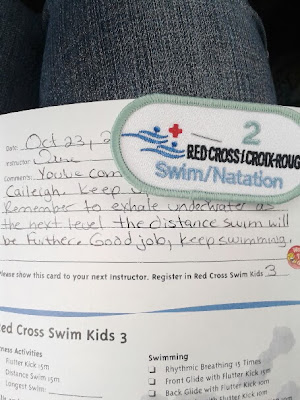 Date: Oct 23, 2
2
RED CROSS/CROIX-ROUG
Swim/Natation
Instructor:
Comments: You've com
Caileigh. Keep
Remember to exhale underwater as
the next level the distance swim will
be further. Good job, keep swimming.
Please show this card to your next instructor. Register in Red Cross Swim Kids 3
ed Cross Swim Kids 3
ness Activities
Flutter Kick 15m
Distance Swim 15m
Longest Swim:
Swimming
Rhythmic Breathing 15 Times
Front Glide with Flutter Kick 10m
Back Glide with Flutter Kick 10m